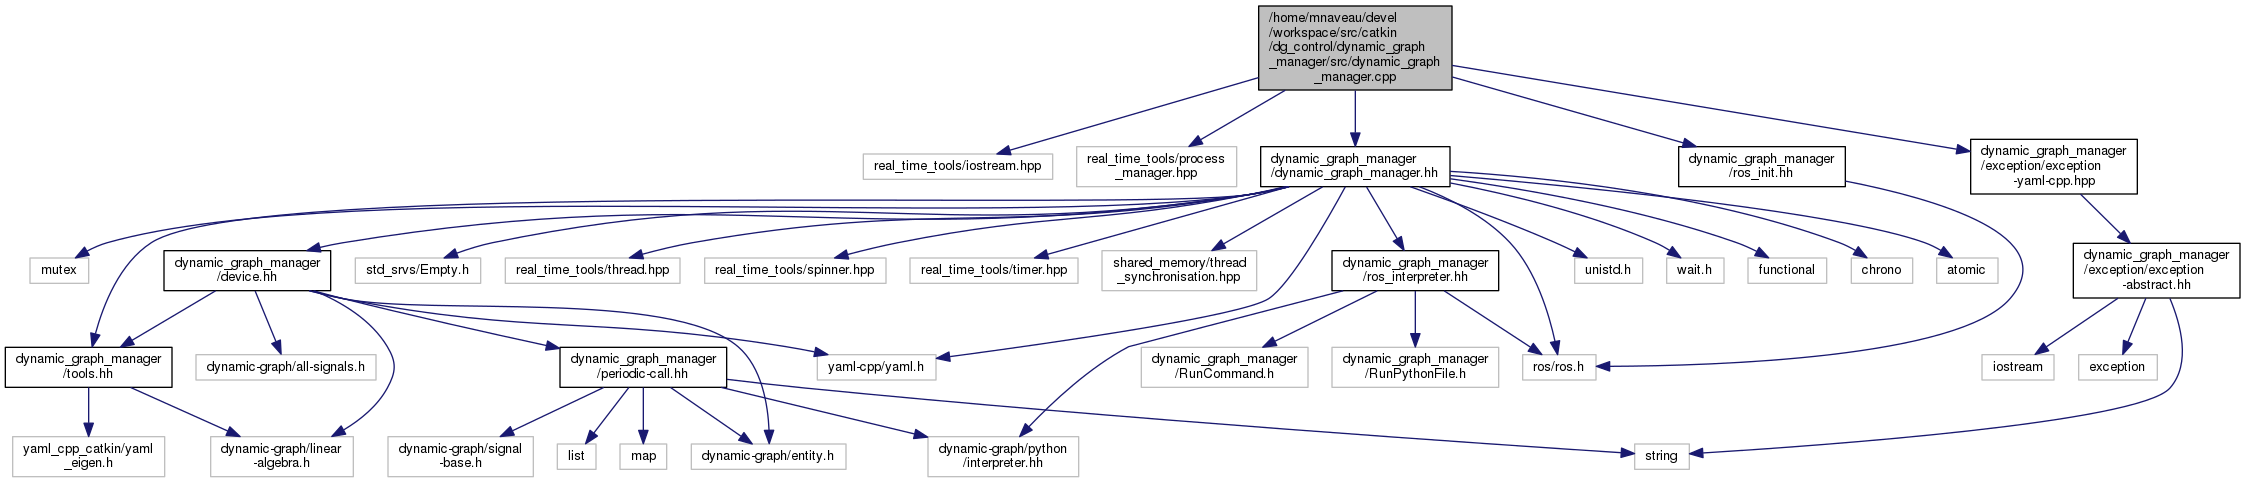 /home/mnaveau/devel
/workspace/src/catkin
/dg_control/dynamic_graph
_manager/src/dynamic_graph
_manager.cpp
real_time_tools/iostream.hpp
real_time_tools/process
_manager.hpp
dynamic_graph_manager
/dynamic_graph_manager.hh
dynamic_graph_manager
/ros_init.hh
dynamic_graph_manager
/exception/exception
-yaml-cpp.hpp
mutex
dynamic_graph_manager
/device.hh
std_srvs/Empty.h
real_time_tools/thread.hpp
real_time_tools/spinner.hpp
real_time_tools/timer.hpp
shared_memory/thread
_synchronisation.hpp
dynamic_graph_manager
/ros_interpreter.hh
unistd.h
wait.h
functional
chrono
atomic
dynamic_graph_manager
/exception/exception
-abstract.hh
dynamic_graph_manager
/tools.hh
dynamic-graph/all-signals.h
dynamic_graph_manager
/periodic-call.hh
yaml-cpp/yaml.h
dynamic_graph_manager
/RunCommand.h
dynamic_graph_manager
/RunPythonFile.h
ros/ros.h
iostream
exception
yaml_cpp_catkin/yaml
_eigen.h
dynamic-graph/linear
-algebra.h
dynamic-graph/signal
-base.h
list
map
dynamic-graph/entity.h
dynamic-graph/python
/interpreter.hh
string